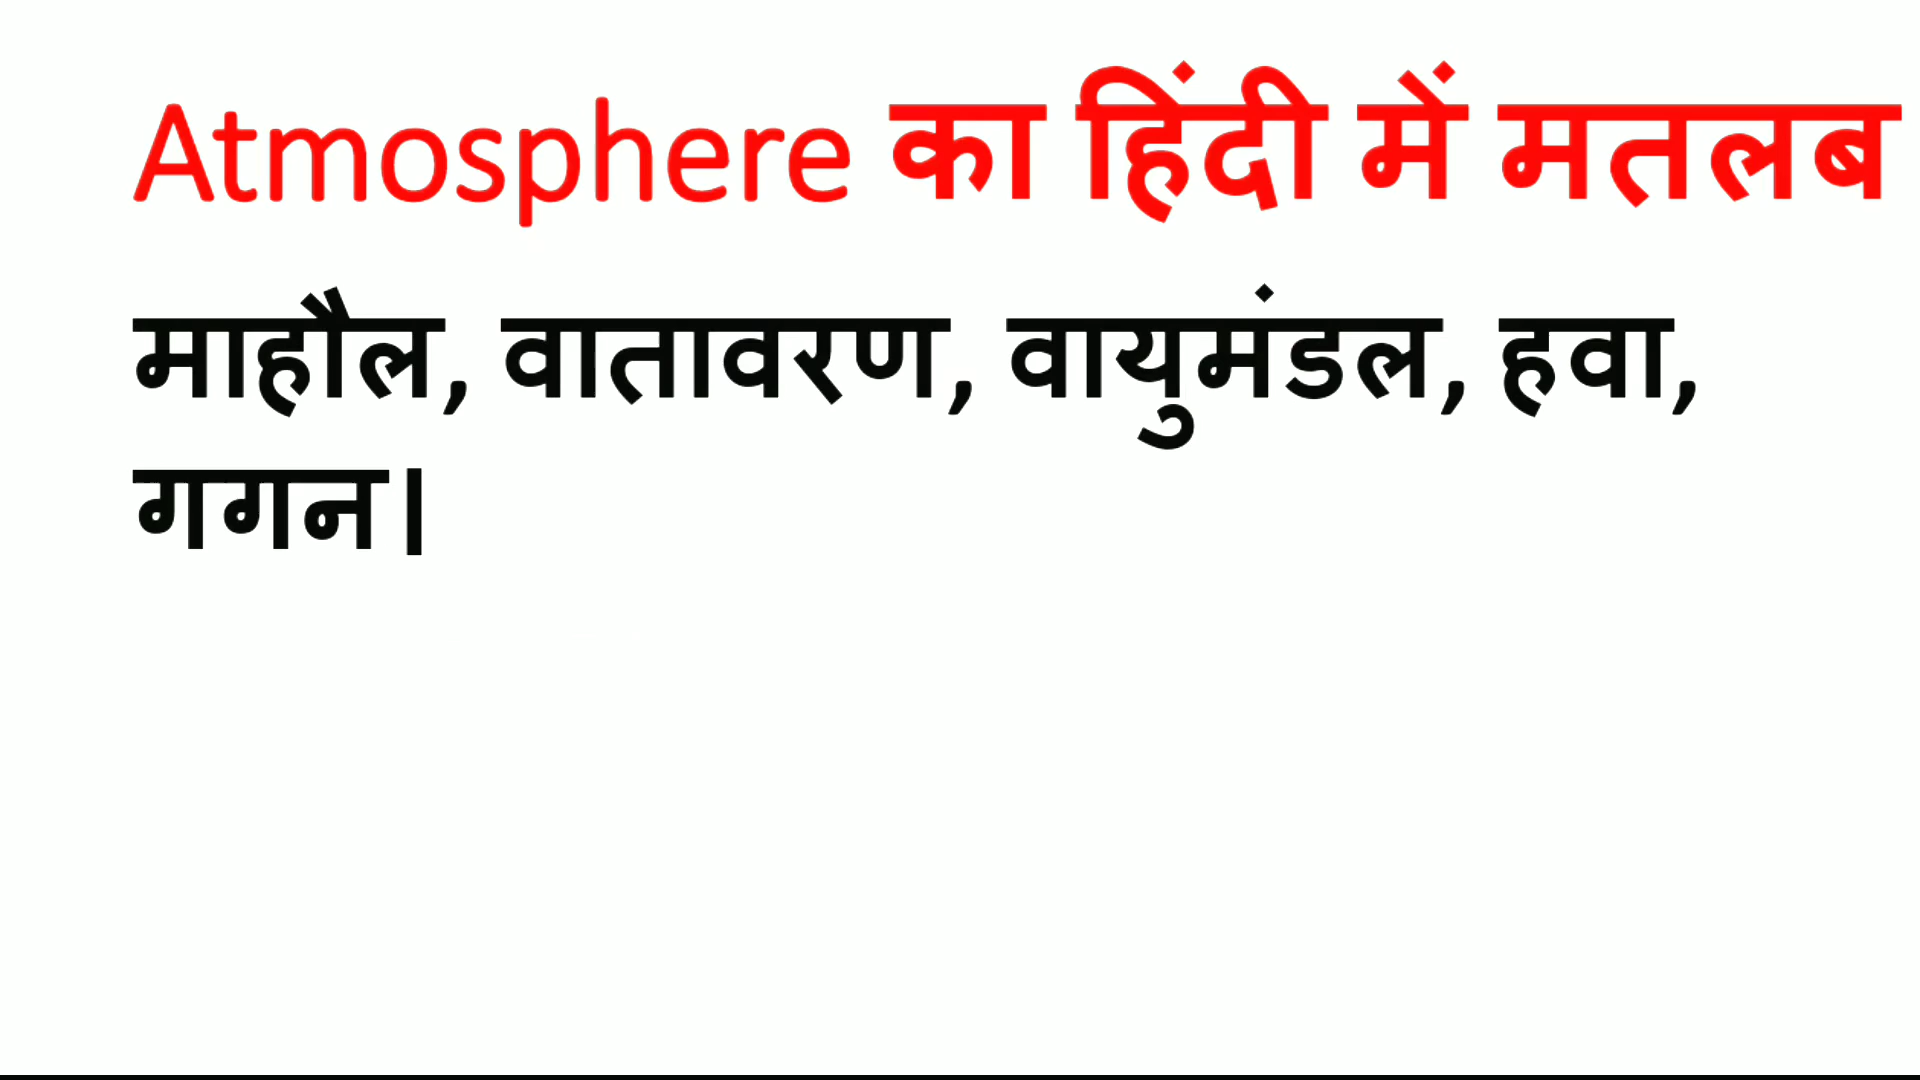 Atmosphere का हिंदी में मतलब
माहौल, वातावरण, वायुमंडल, हवा,
गगन।